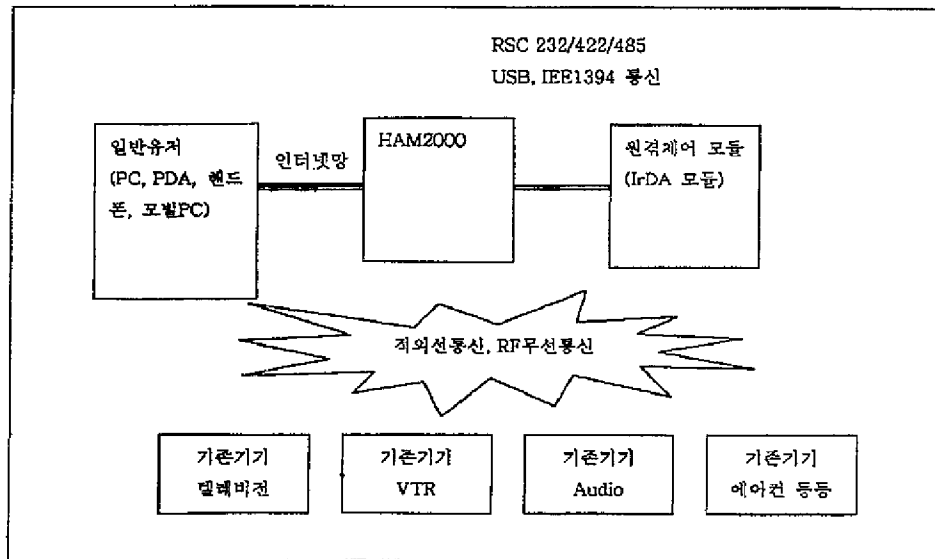 RSC 232/422/485
USB, IEE1394 통신
일반유저
(PC, PDA, 핸드
폰, 모빌PC)
인터넷망
HAM2000
원격제어 모듈
(IrDA 모듈)
적외선통신, RF무선통신
기존기기
텔레비전
기존기기
VTR
기존기기
Audio
기존기기
에어컨 등등